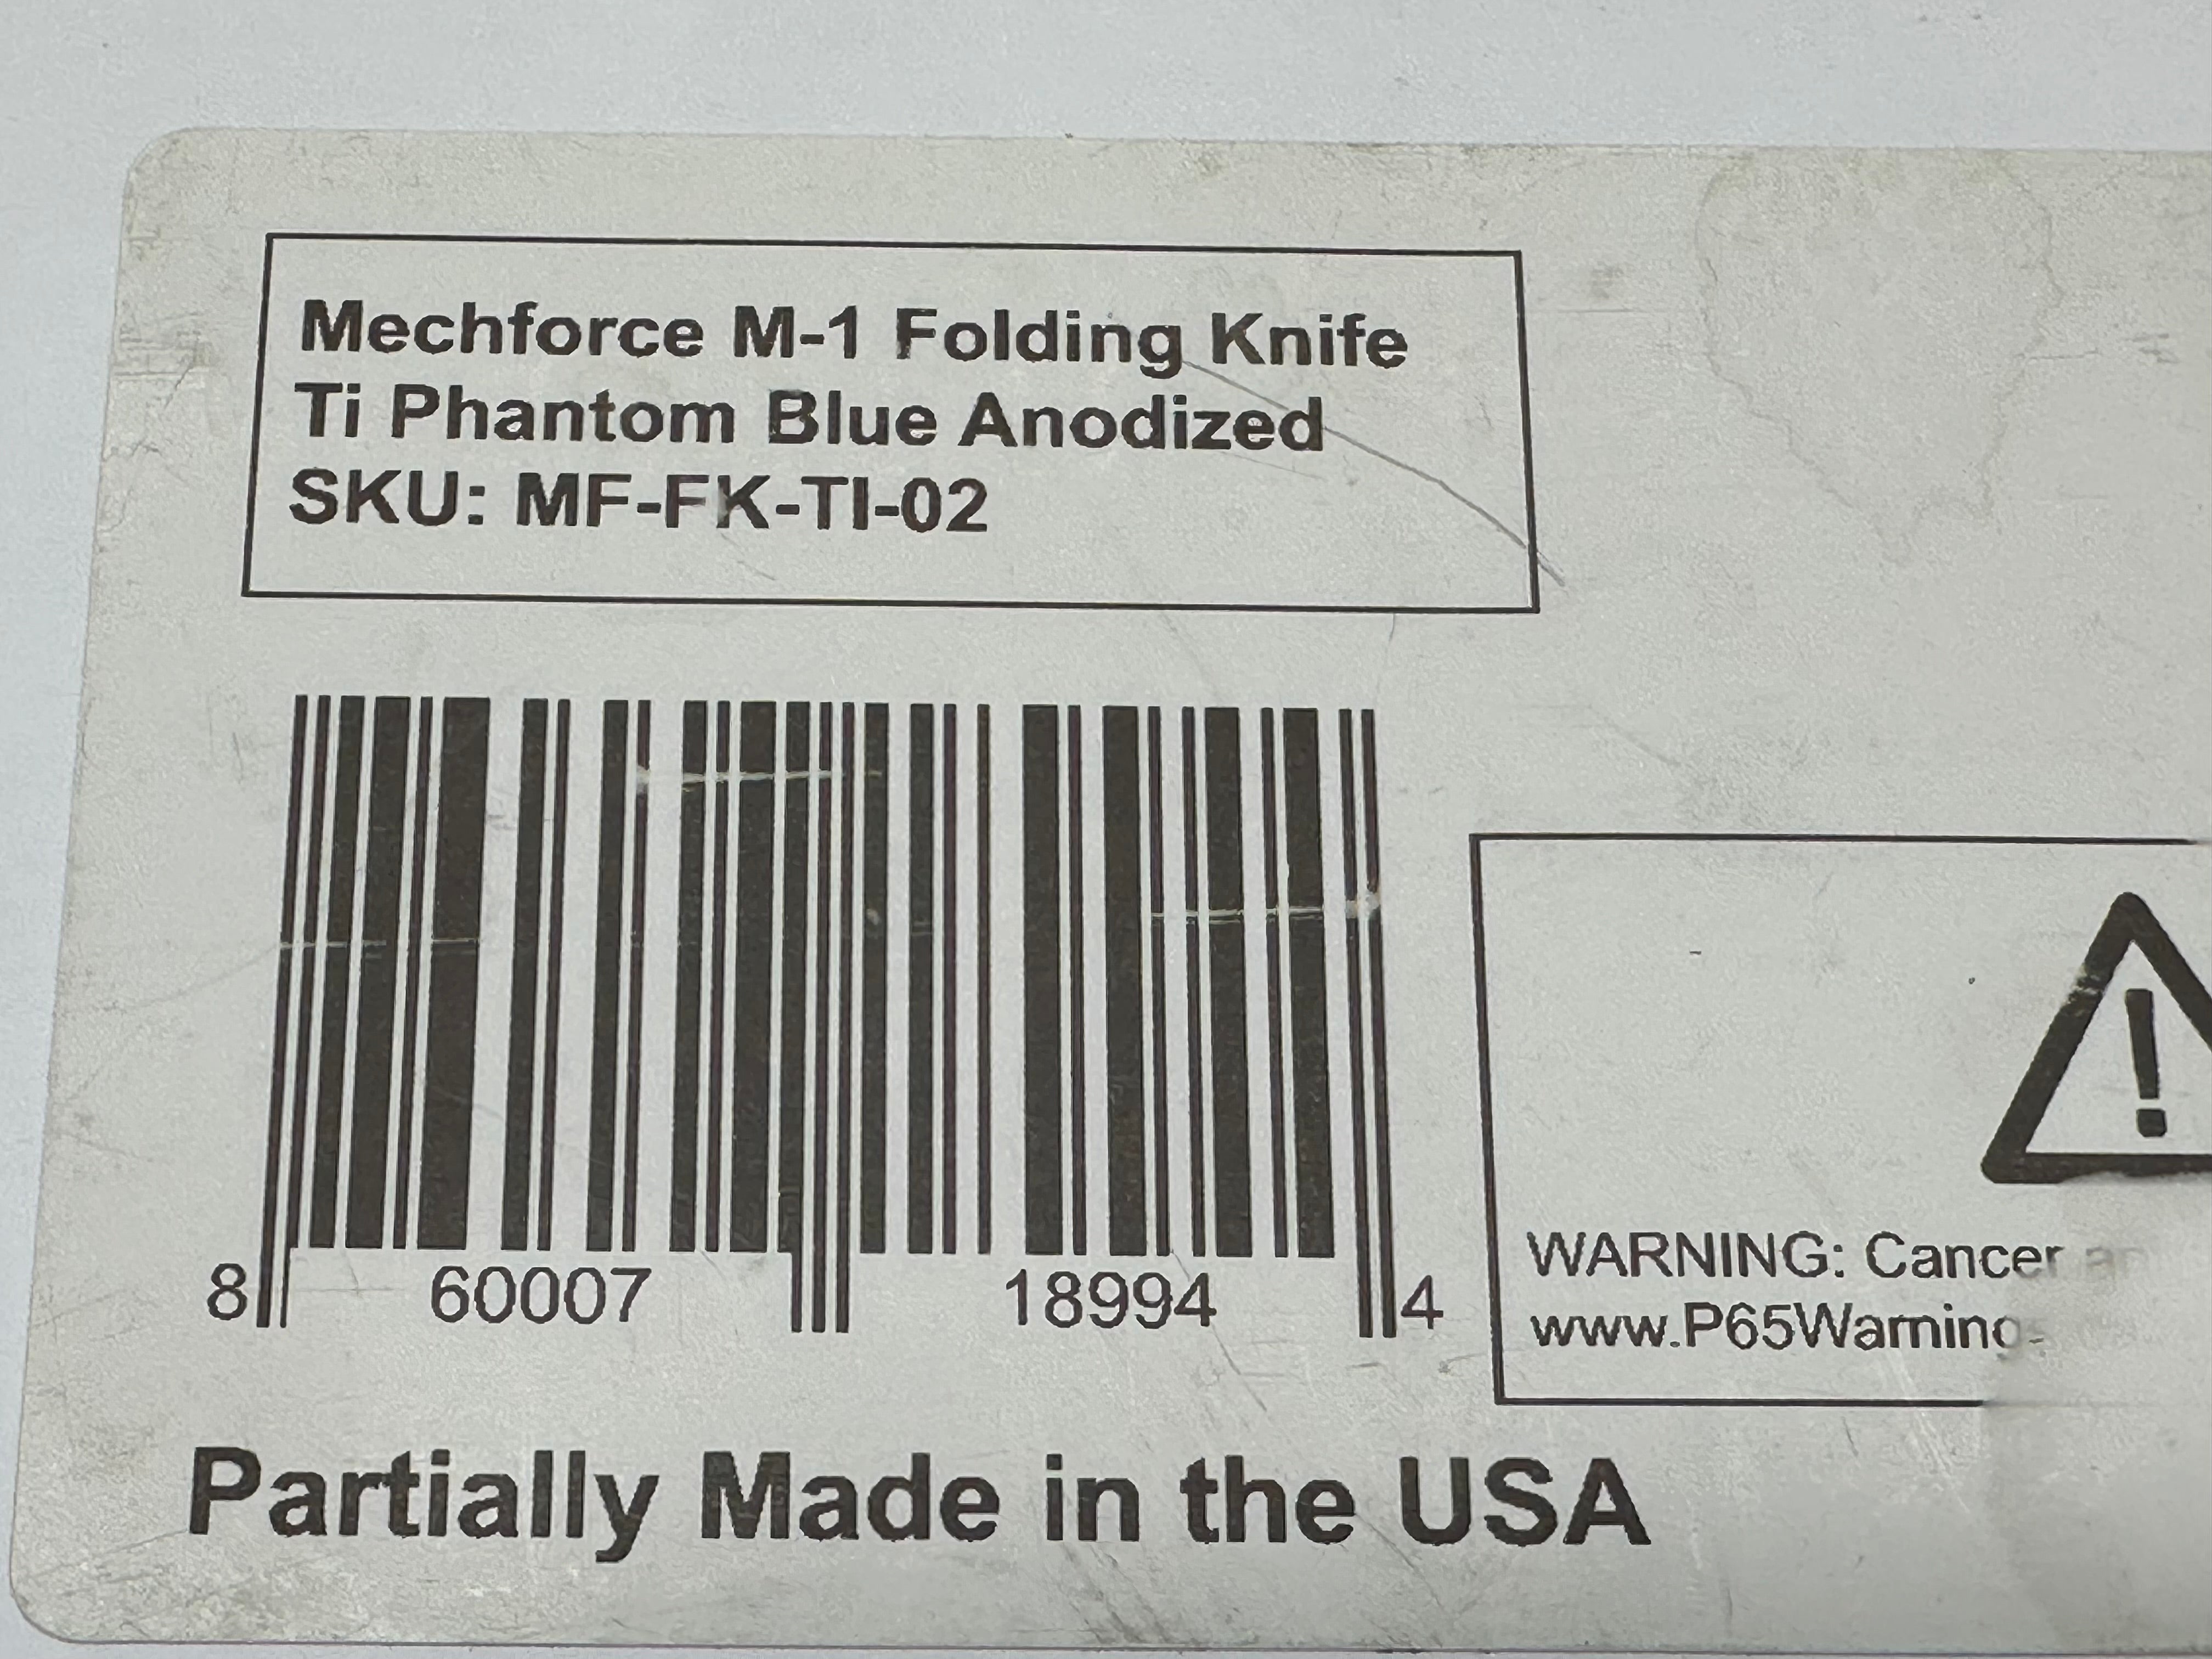 Mechforce M-1 Folding Knife
Ti Phantom Blue Anodized
SKU: MF-FK-TI-02
8 60007 18994 4
!
WARNING: Cancer
www.P65Warning
Partially Made in the USA